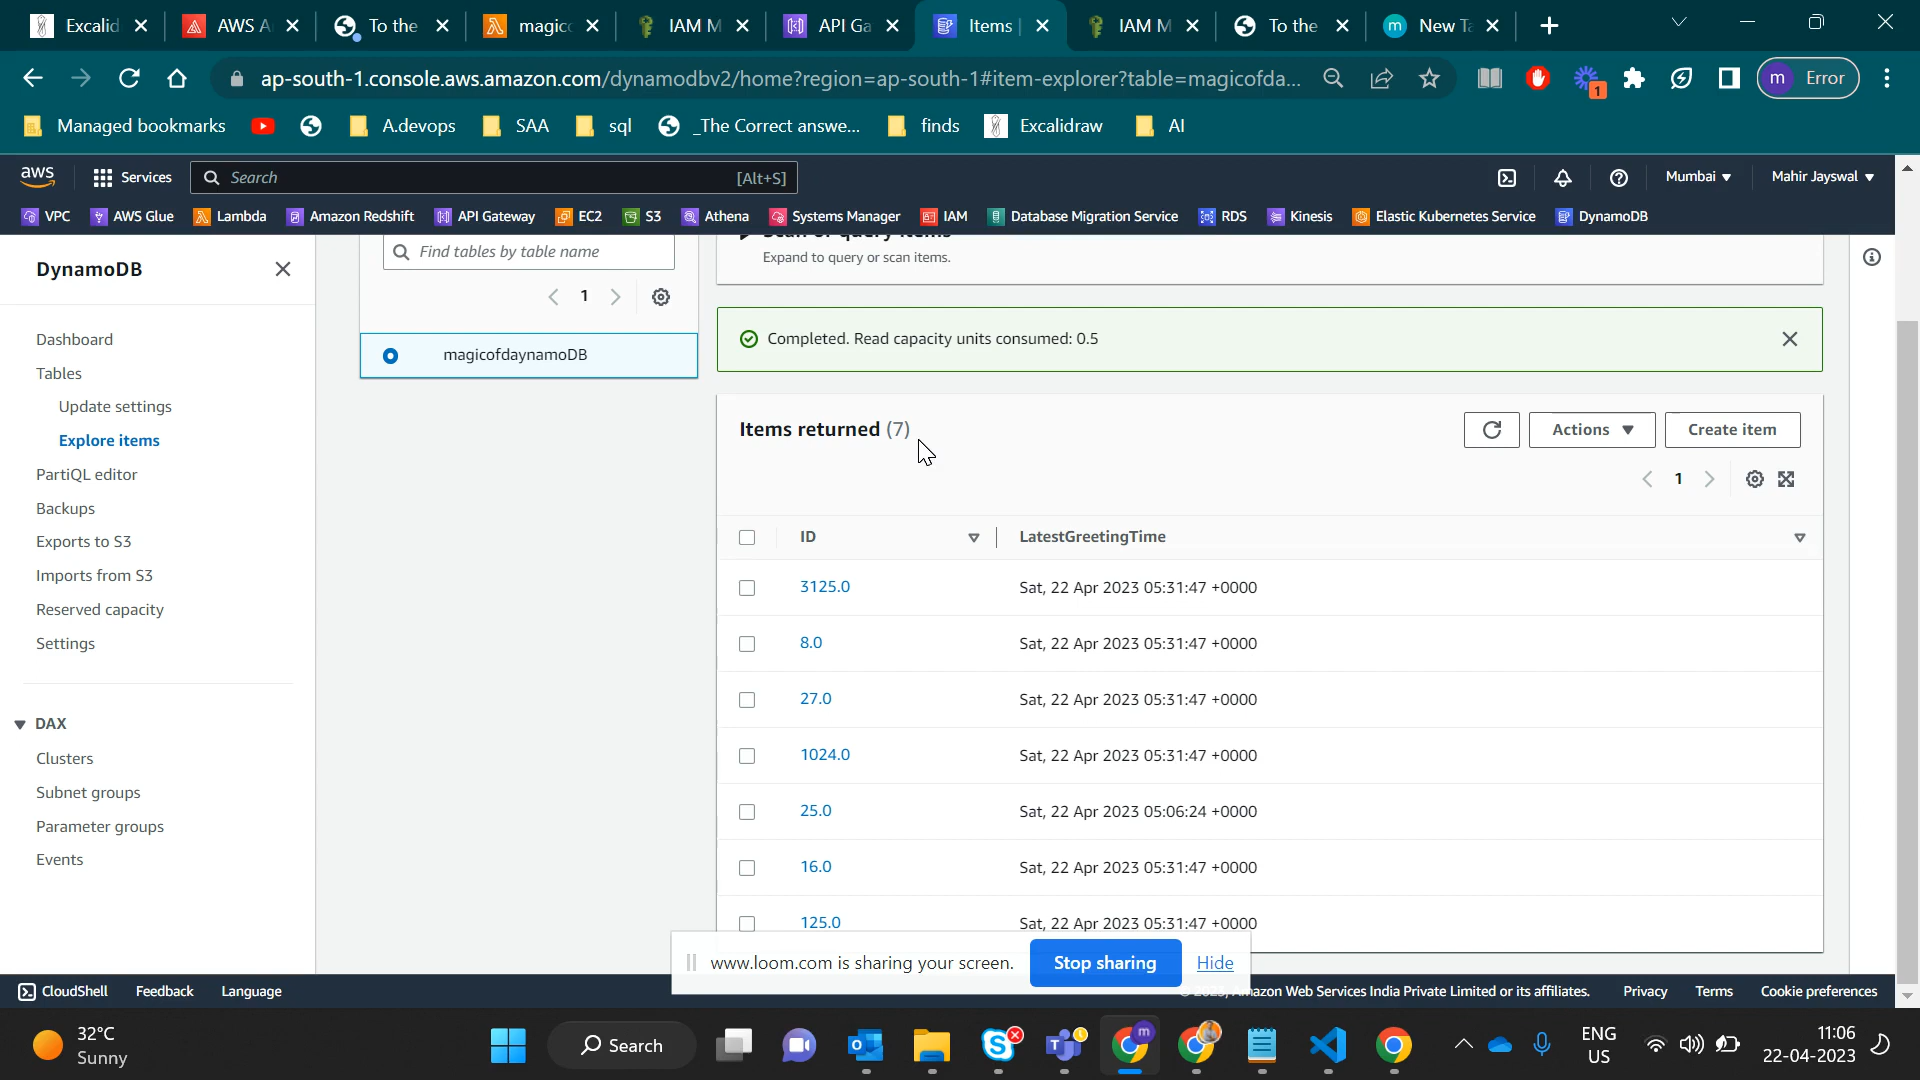 Excalid
AWS A
To the
magic
IAM M
API Ga
Items |
IAM M
To the
New Ta
ap-south-1.console.aws.amazon.com/dynamodbv2/home?region=ap-south-1#item-explorer?table=magicofda...
1
m Error
Managed bookmarks
A.devops
SAA
sql
_The Correct answe...
finds
Excalidraw
AI
aws
Services
Search [Alt+S]
Mumbai
Mahir Jayswal
VPC
AWS Glue
Lambda
Amazon Redshift
API Gateway
EC2
S3
Athena
Systems Manager
IAM
Database Migration Service
RDS
Kinesis
Elastic Kubernetes Service
DynamoDB
DynamoDB
Dashboard
Tables
Update settings
Explore items
PartiQL editor
Backups
Exports to S3
Imports from S3
Reserved capacity
Settings
DAX
Clusters
Subnet groups
Parameter groups
Events
Find tables by table name
1
magicofdaynamoDB
Scan or query items
Expand to query or scan items.
Completed. Read capacity units consumed: 0.5
Items returned (7)
Actions
Create item
1
ID LatestGreetingTime
3125.0 Sat, 22 Apr 2023 05:31:47 +0000
8.0 Sat, 22 Apr 2023 05:31:47 +0000
27.0 Sat, 22 Apr 2023 05:31:47 +0000
1024.0 Sat, 22 Apr 2023 05:31:47 +0000
25.0 Sat, 22 Apr 2023 05:06:24 +0000
16.0 Sat, 22 Apr 2023 05:31:47 +0000
125.0 Sat, 22 Apr 2023 05:31:47 +0000
www.loom.com is sharing your screen.
Stop sharing
Hide
CloudShell
Feedback
Language
© 2023, Amazon Web Services India Private Limited or its affiliates.
Privacy
Terms
Cookie preferences
32°C
Sunny
Search
ENG
US
11:06
22-04-2023